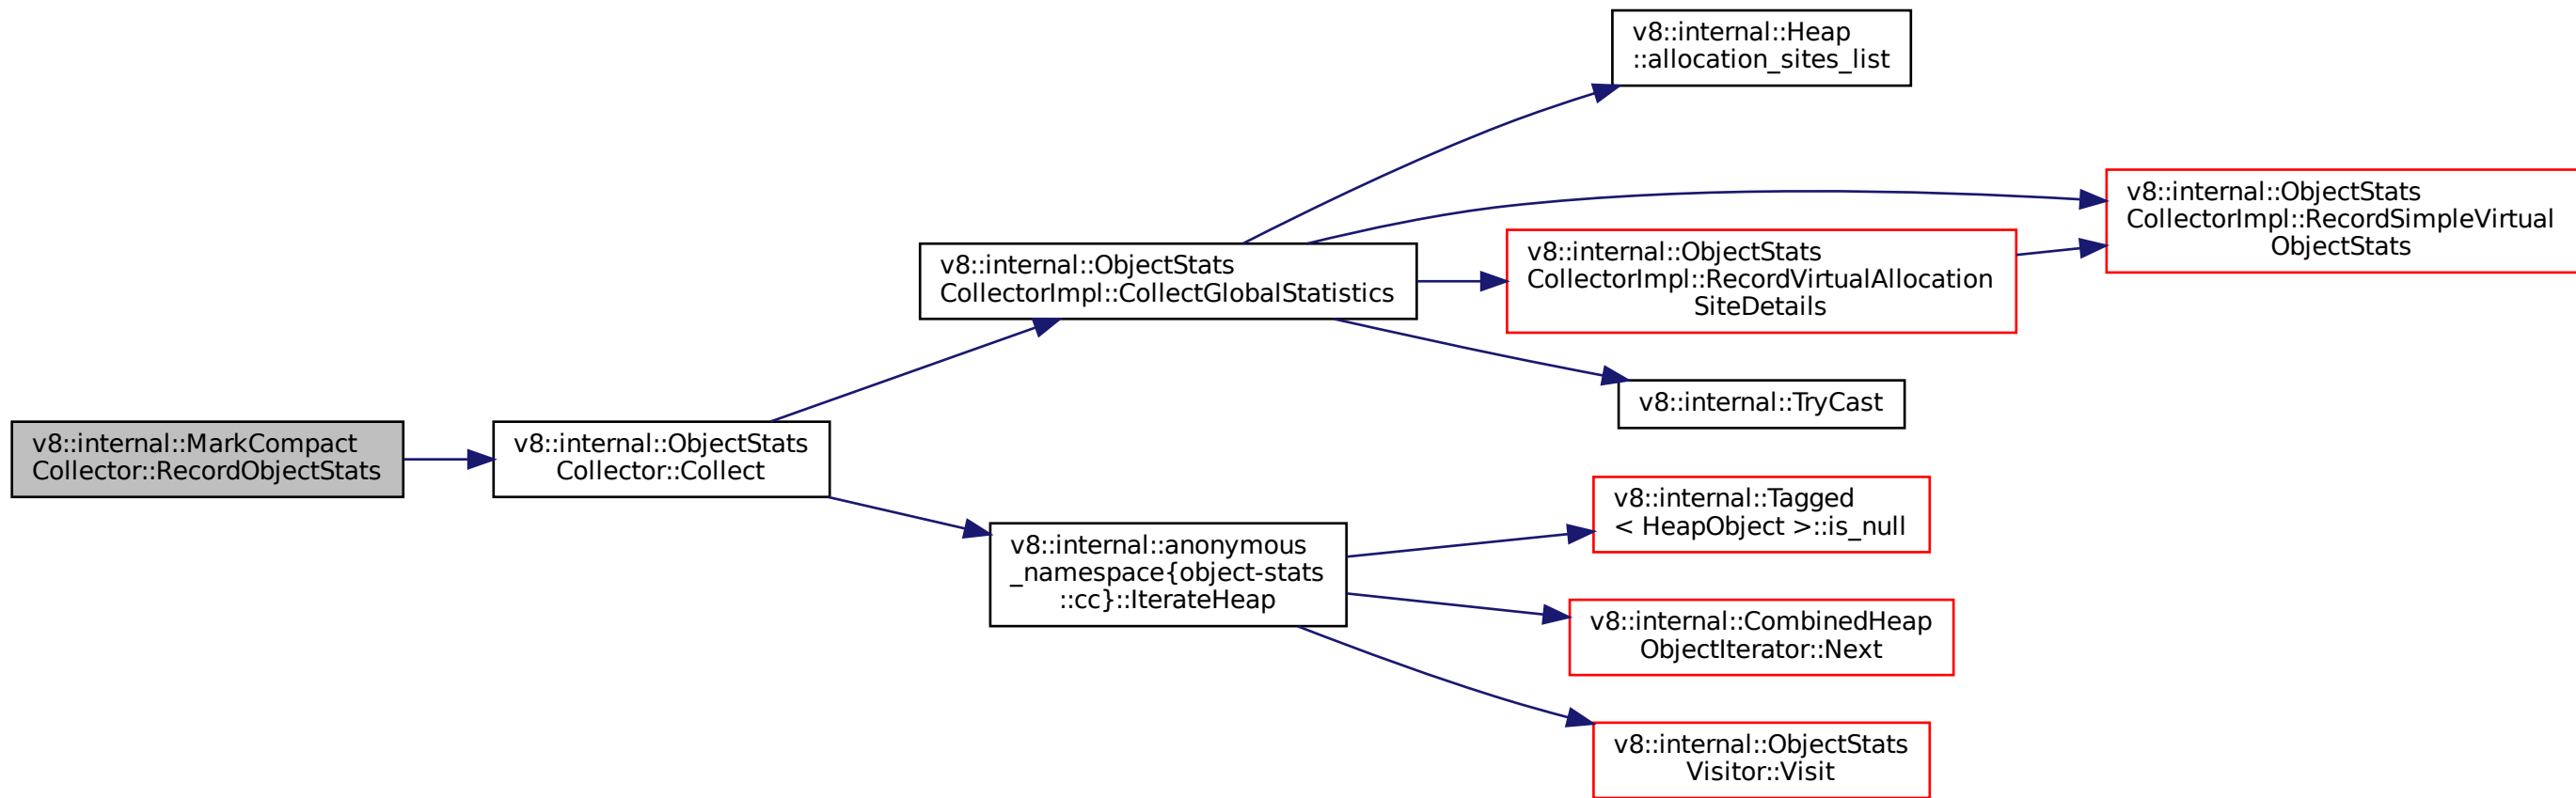 v8::internal::MarkCompact
Collector::RecordObjectStats
v8::internal::ObjectStats
Collector::Collect
v8::internal::ObjectStats
CollectorImpl::CollectGlobalStatistics
v8::internal::Heap
::allocation_sites_list
v8::internal::ObjectStats
CollectorImpl::RecordSimpleVirtual
ObjectStats
v8::internal::ObjectStats
CollectorImpl::RecordVirtualAllocation
SiteDetails
v8::internal::TryCast
v8::internal::anonymous
_namespace{object-stats
::cc}::IterateHeap
v8::internal::Tagged
< HeapObject >::is_null
v8::internal::CombinedHeap
ObjectIterator::Next
v8::internal::ObjectStats
Visitor::Visit